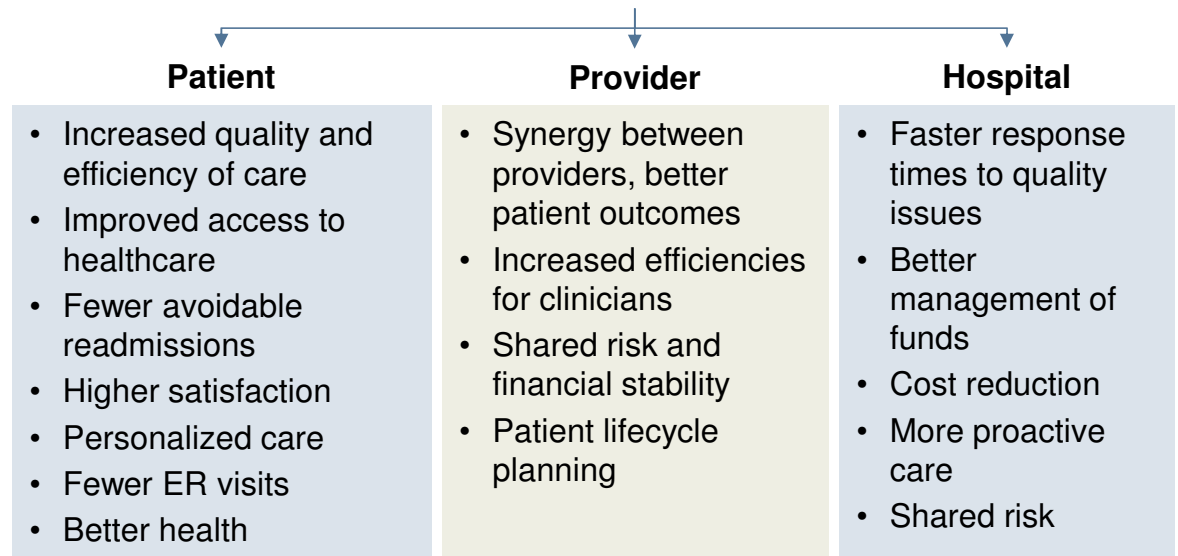 Patient
• Increased quality and
efficiency of care
• Improved access to
healthcare
• Fewer avoidable
readmissions
• Higher satisfaction
• Personalized care
• Fewer ER visits
• Better health
Provider
• Synergy between
providers, better
patient outcomes
• Increased efficiencies
for clinicians
• Shared risk and
financial stability
• Patient lifecycle
planning
Hospital
• Faster response
times to quality
issues
• Better
management of
funds
• Cost reduction
• More proactive
care
• Shared risk